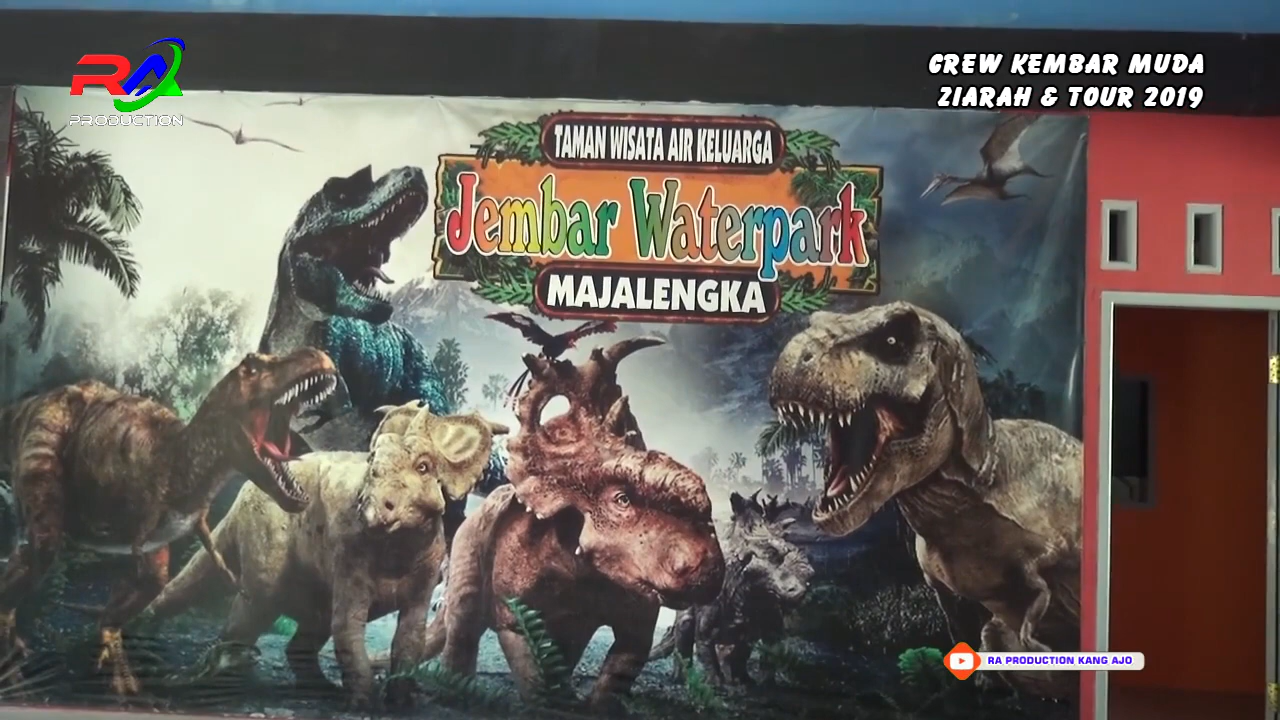 RA
PRODUCTION
CREW KEMBAR MUDA
ZIARAH & TOUR 2019
TAMAN WISATA AIR KELUARGA
Jembar Waterpark
MAJALENGKA
RA PRODUCTION KANG AJO